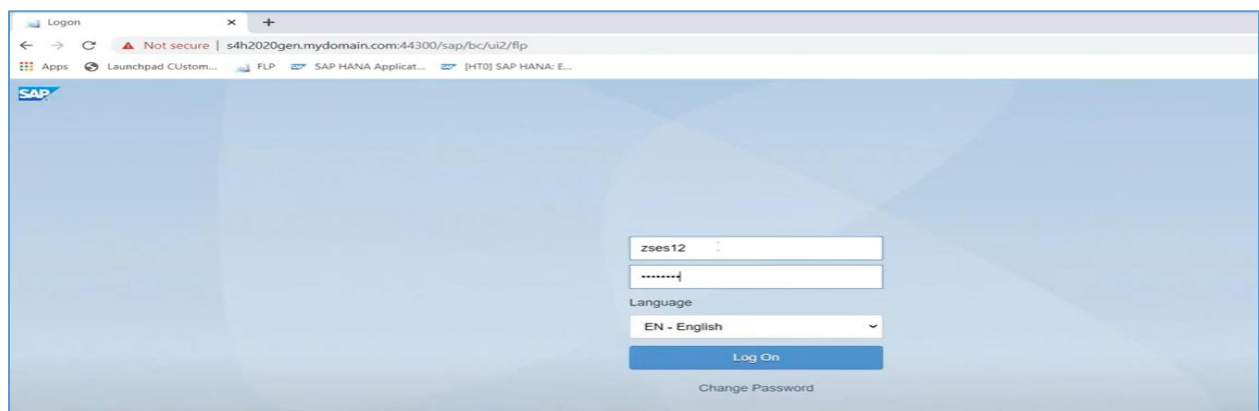 Logon
Not secure | s4h2020gen.mydomain.com:44300/sap/bc/ui2/flp
Apps Launchpad CUstom... FLP SAP HANA Applicat... [HT0] SAP HANA: E...
SAP
zses12
••••••••
Language
EN - English
Log On
Change Password